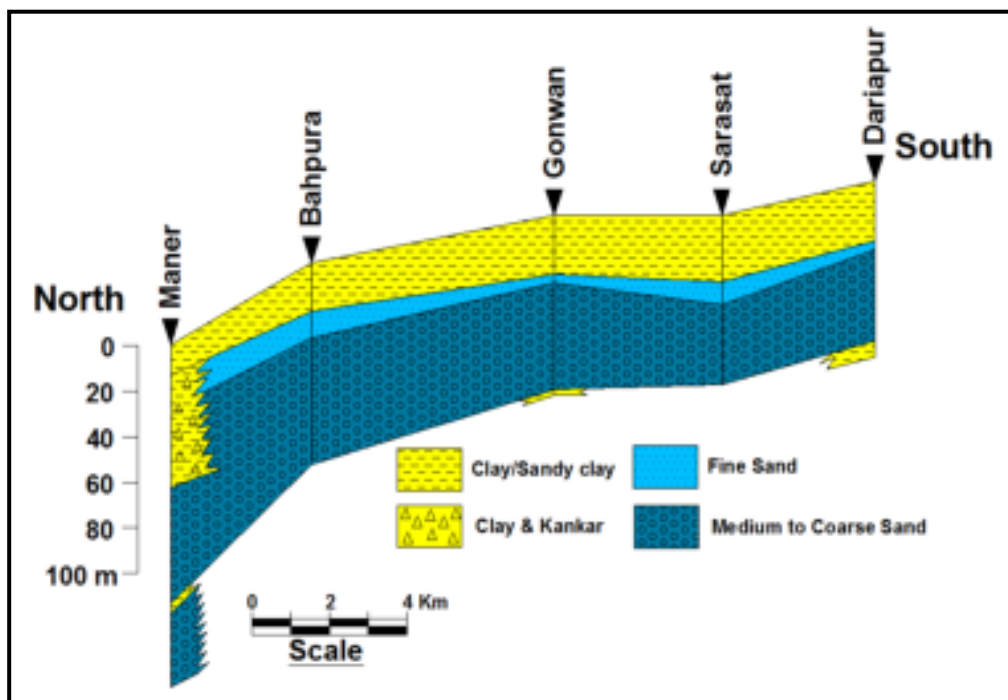 Maner
Bahpura
Gonwan
Sarasat
Dariapur
North
South
0
20
40
60
80
100 m
Clay/Sandy clay
Fine Sand
Clay & Kankar
Medium to Coarse Sand
0 2 4 Km
Scale